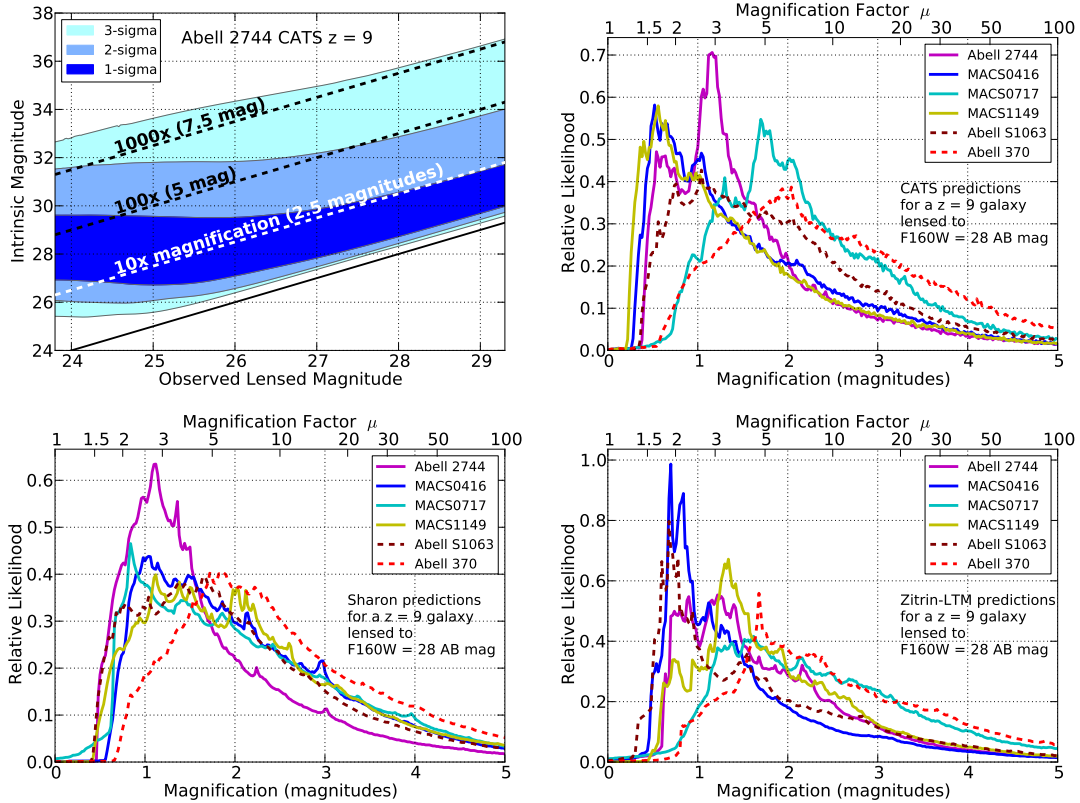 38
36
34
32
30
28
26
24
Intrinsic Magnitude
3-sigma
2-sigma
1-sigma
Abell 2744 CATS z = 9
1000x (7.5 mag)
100x (5 mag)
10x magnification (2.5 magnitudes)
24 25 26 27 28 29
Observed Lensed Magnitude
Magnification Factor μ
1 1.5 2 3 5 10 20 30 50 100
0.7
0.6
0.5
0.4
0.3
0.2
0.1
0.0
Relative Likelihood
Abell 2744
MACS0416
MACS0717
MACS1149
Abell S1063
Abell 370
CATS predictions
for a z = 9 galaxy
lensed to
F160W = 28 AB mag
0 1 2 3 4 5
Magnification (magnitudes)
Magnification Factor μ
1 1.5 2 3 5 10 20 30 50 100
0.6
0.5
0.4
0.3
0.2
0.1
0.0
Relative Likelihood
Abell 2744
MACS0416
MACS0717
MACS1149
Abell S1063
Abell 370
Sharon predictions
for a z = 9 galaxy
lensed to
F160W = 28 AB mag
0 1 2 3 4 5
Magnification (magnitudes)
Magnification Factor μ
1 1.5 2 3 5 10 20 30 50 100
1.0
0.8
0.6
0.4
0.2
0.0
Relative Likelihood
Abell 2744
MACS0416
MACS0717
MACS1149
Abell S1063
Abell 370
Zitrin-LTM predictions
for a z = 9 galaxy
lensed to
F160W = 28 AB mag
0 1 2 3 4 5
Magnification (magnitudes)